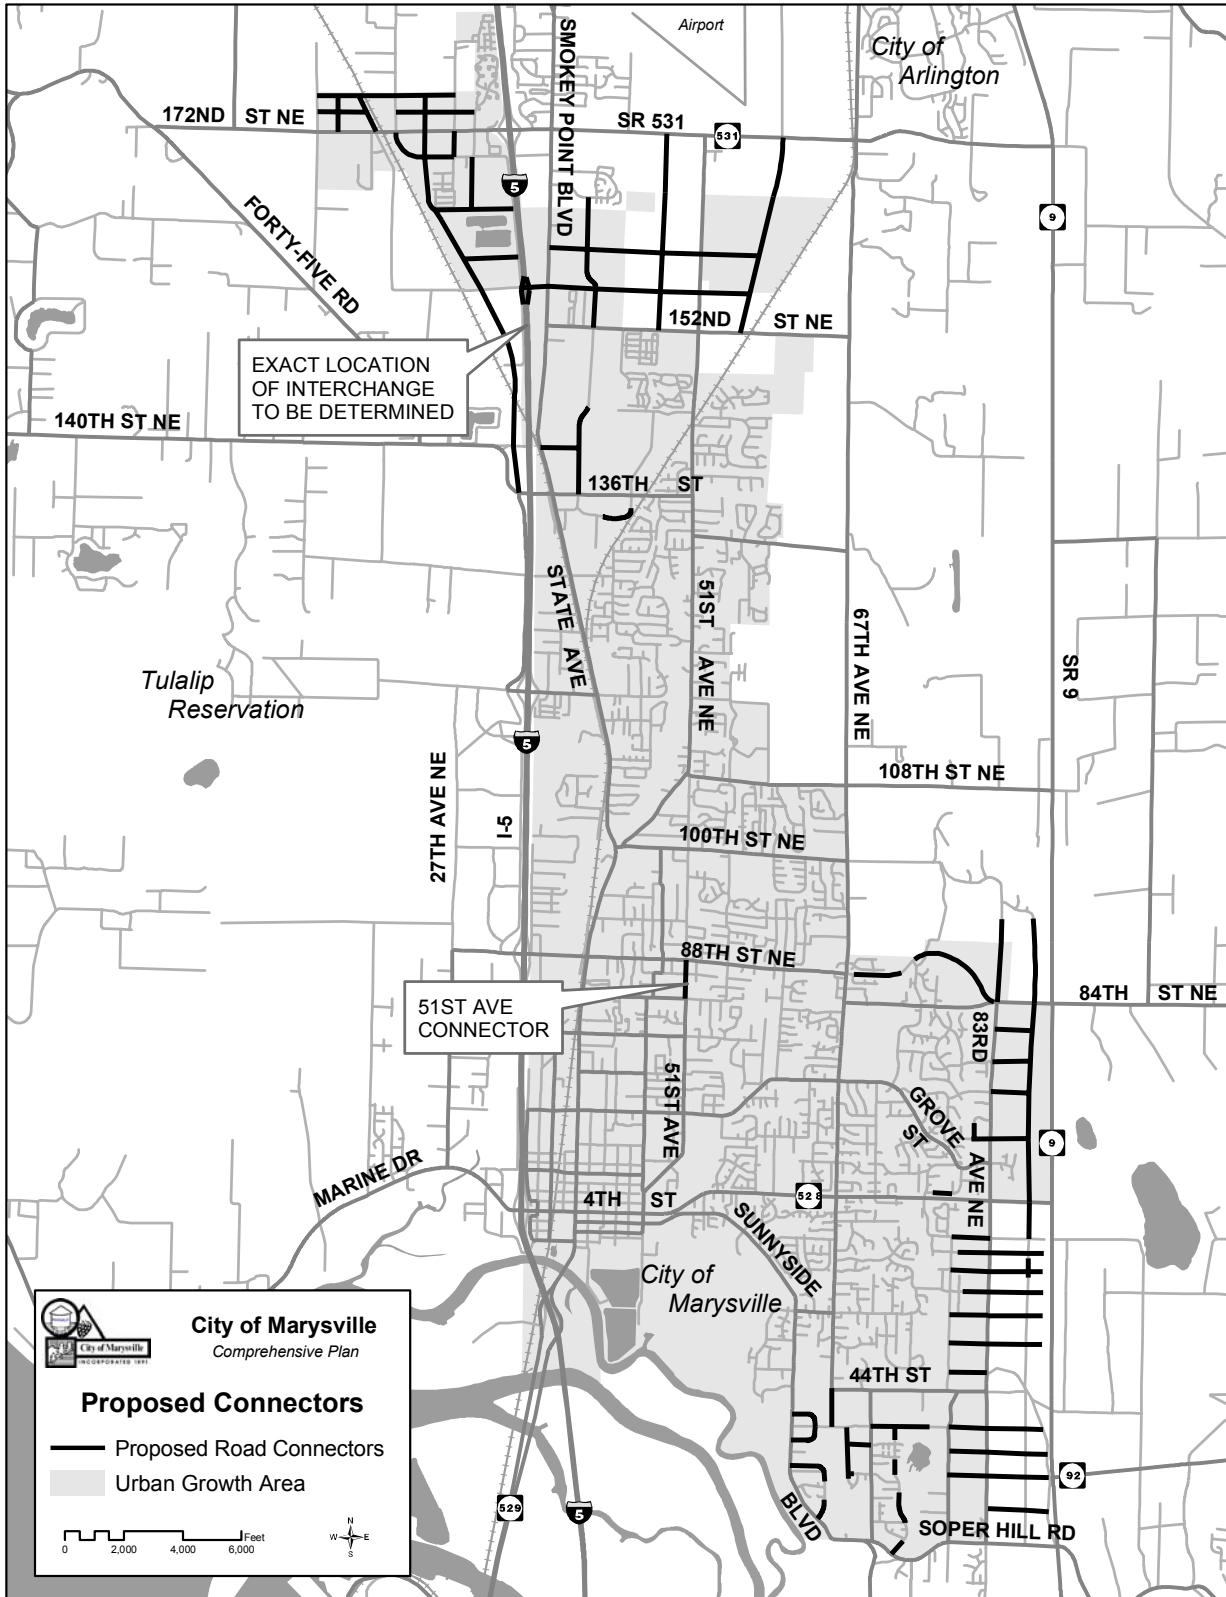 Airport
City of
Arlington
SMOKEY POINT BLVD
172ND ST NE
SR 531
531
5
9
FORTY-FIVE RD
152ND ST NE
EXACT LOCATION
OF INTERCHANGE
TO BE DETERMINED
140TH ST NE
136TH ST
STATE AVE
51ST AVE NE
67TH AVE NE
SR 9
Tulalip
Reservation
5
27TH AVE NE
I-5
108TH ST NE
100TH ST NE
88TH ST NE
84TH ST NE
51ST AVE
CONNECTOR
83RD AVE NE
51ST AVE
GROVE ST
9
MARINE DR
4TH ST
528
SUNNYSIDE BLVD
City of
Marysville
44TH ST
92
SOPER HILL RD
529
5
City of Marysville
INCORPORATED 1891
City of Marysville
Comprehensive Plan
Proposed Connectors
Proposed Road Connectors
Urban Growth Area
Feet
0 2,000 4,000 6,000
N
W E
S